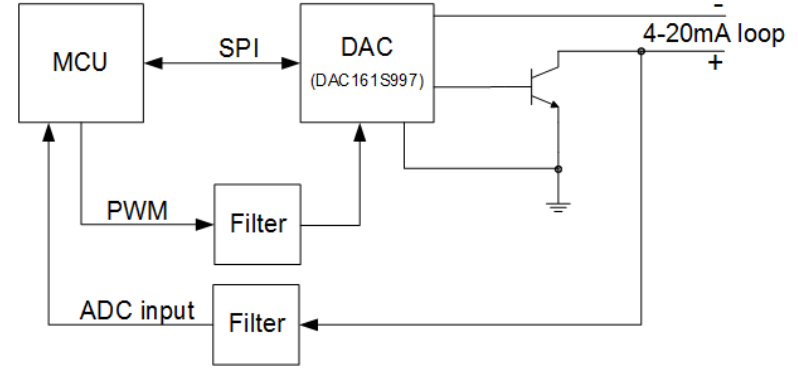 -
4-20mA loop
+
MCU
SPI
DAC
(DAC161S997)
PWM
Filter
ADC input
Filter